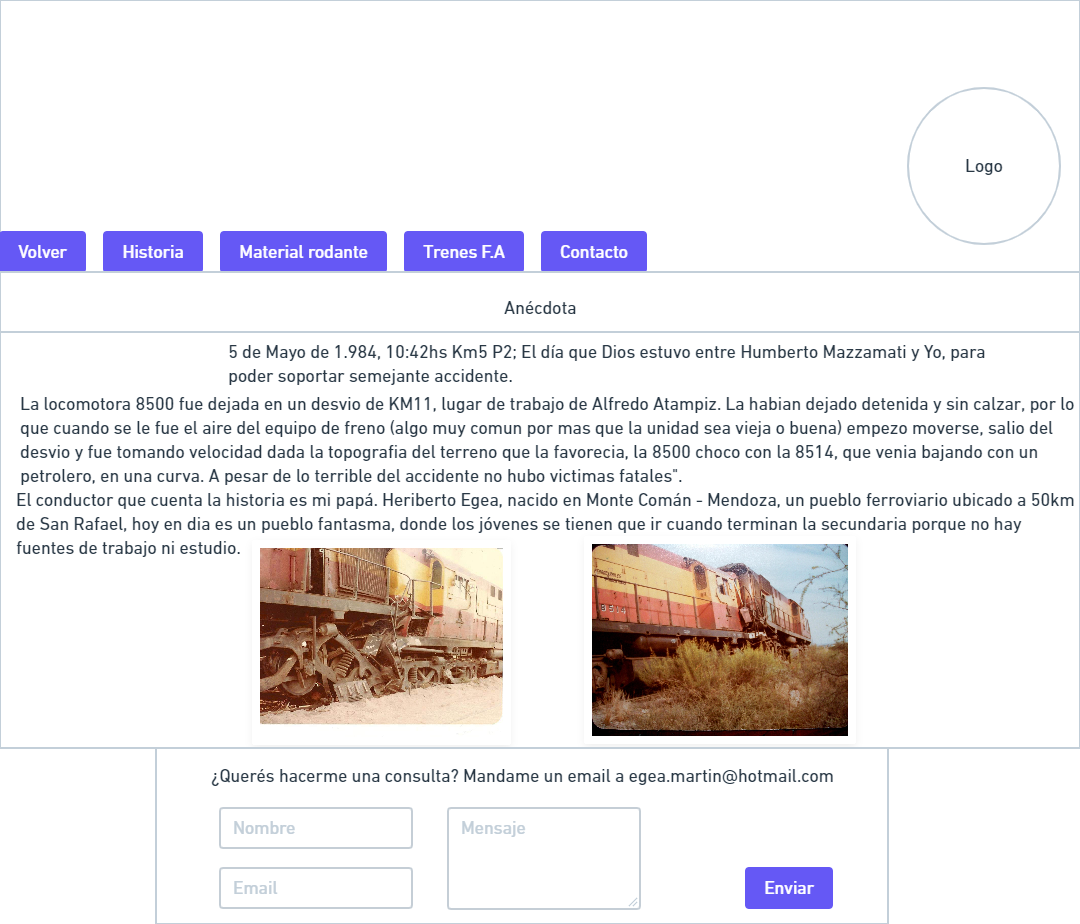 Logo
Volver
Historia
Material rodante
Trenes F.A
Contacto
Anécdota
5 de Mayo de 1.984, 10:42hs Km5 P2; El día que Dios estuvo entre Humberto Mazzamati y Yo, para
poder soportar semejante accidente.
La locomotora 8500 fue dejada en un desvio de KM11, lugar de trabajo de Alfredo Atampiz. La habian dejado detenida y sin calzar, por lo
que cuando se le fue el aire del equipo de freno (algo muy comun por mas que la unidad sea vieja o buena) empezo moverse, salio del
desvio y fue tomando velocidad dada la topografia del terreno que la favorecia, la 8500 choco con la 8514, que venia bajando con un
petrolero, en una curva. A pesar de lo terrible del accidente no hubo victimas fatales".
El conductor que cuenta la historia es mi papá. Heriberto Egea, nacido en Monte Comán - Mendoza, un pueblo ferroviario ubicado a 50km
de San Rafael, hoy en dia es un pueblo fantasma, donde los jóvenes se tienen que ir cuando terminan la secundaria porque no hay
fuentes de trabajo ni estudio.
8514
¿Querés hacerme una consulta? Mandame un email a egea.martin@hotmail.com
Nombre
Mensaje
Email
Enviar